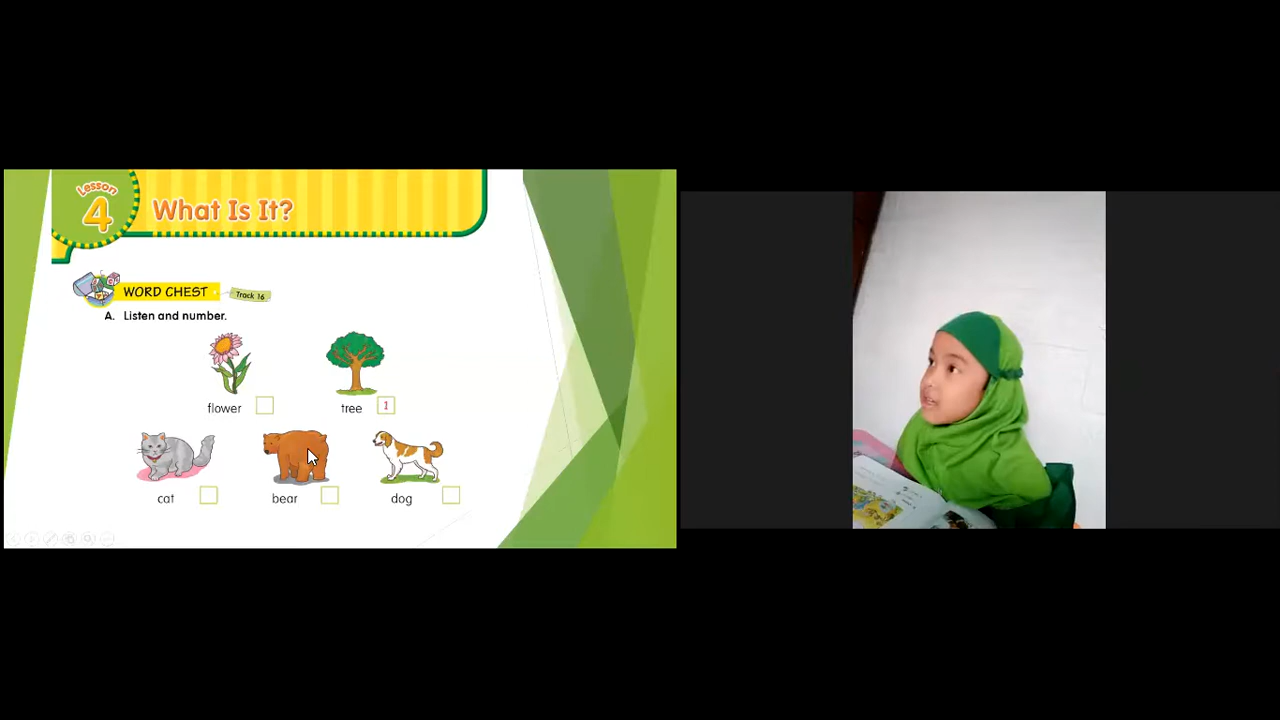 Lesson
4
What Is It?
WORD CHEST
Track 16
A. Listen and number.
flower
tree 1
cat
bear
dog